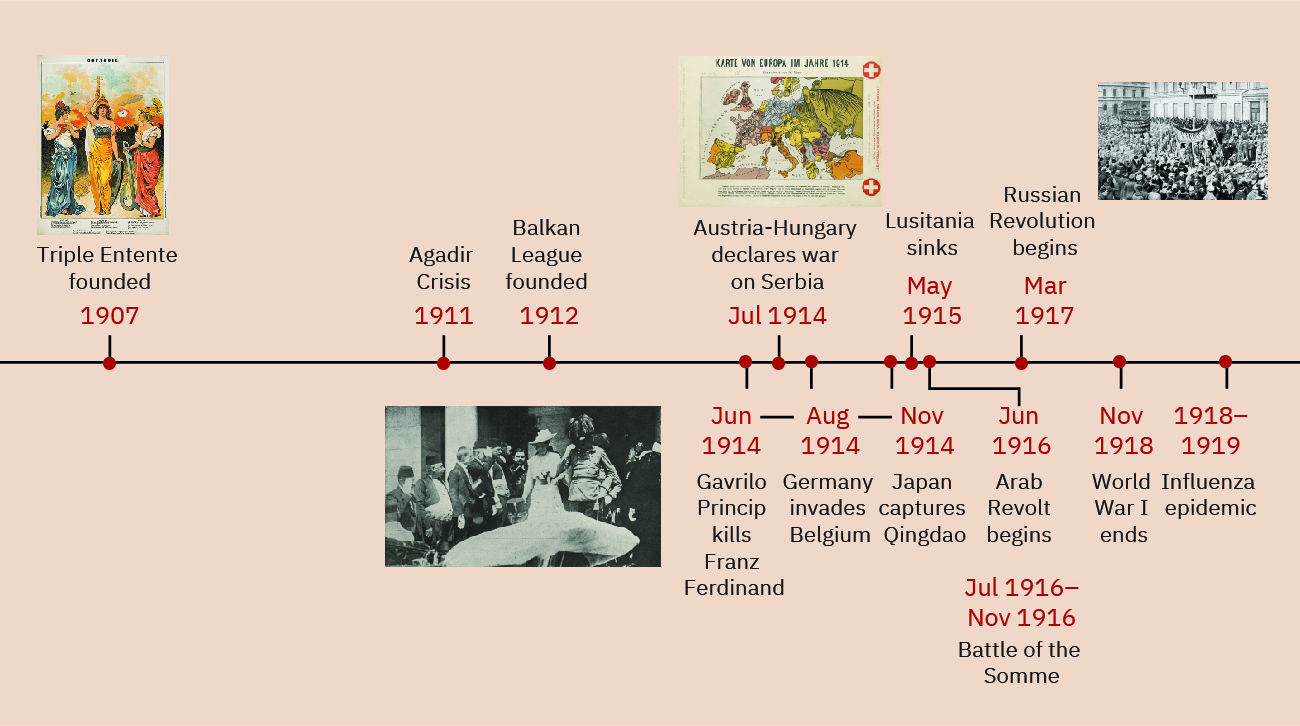 KARTE VON EUROPA IM JAHRE 1914
Triple Entente
founded
1907
Agadir
Crisis
1911
Balkan
League
founded
1912
Austria-Hungary
declares war
on Serbia
Jul 1914
Lusitania
sinks
May
1915
Russian
Revolution
begins
Mar
1917
Jun
1914
Gavrilo
Princip
kills
Franz
Ferdinand
Aug
1914
Germany
invades
Belgium
Nov
1914
Japan
captures
Qingdao
Jun
1916
Arab
Revolt
begins
Jul 1916–
Nov 1916
Battle of the
Somme
Nov
1918
World
War I
ends
1918–
1919
Influenza
epidemic